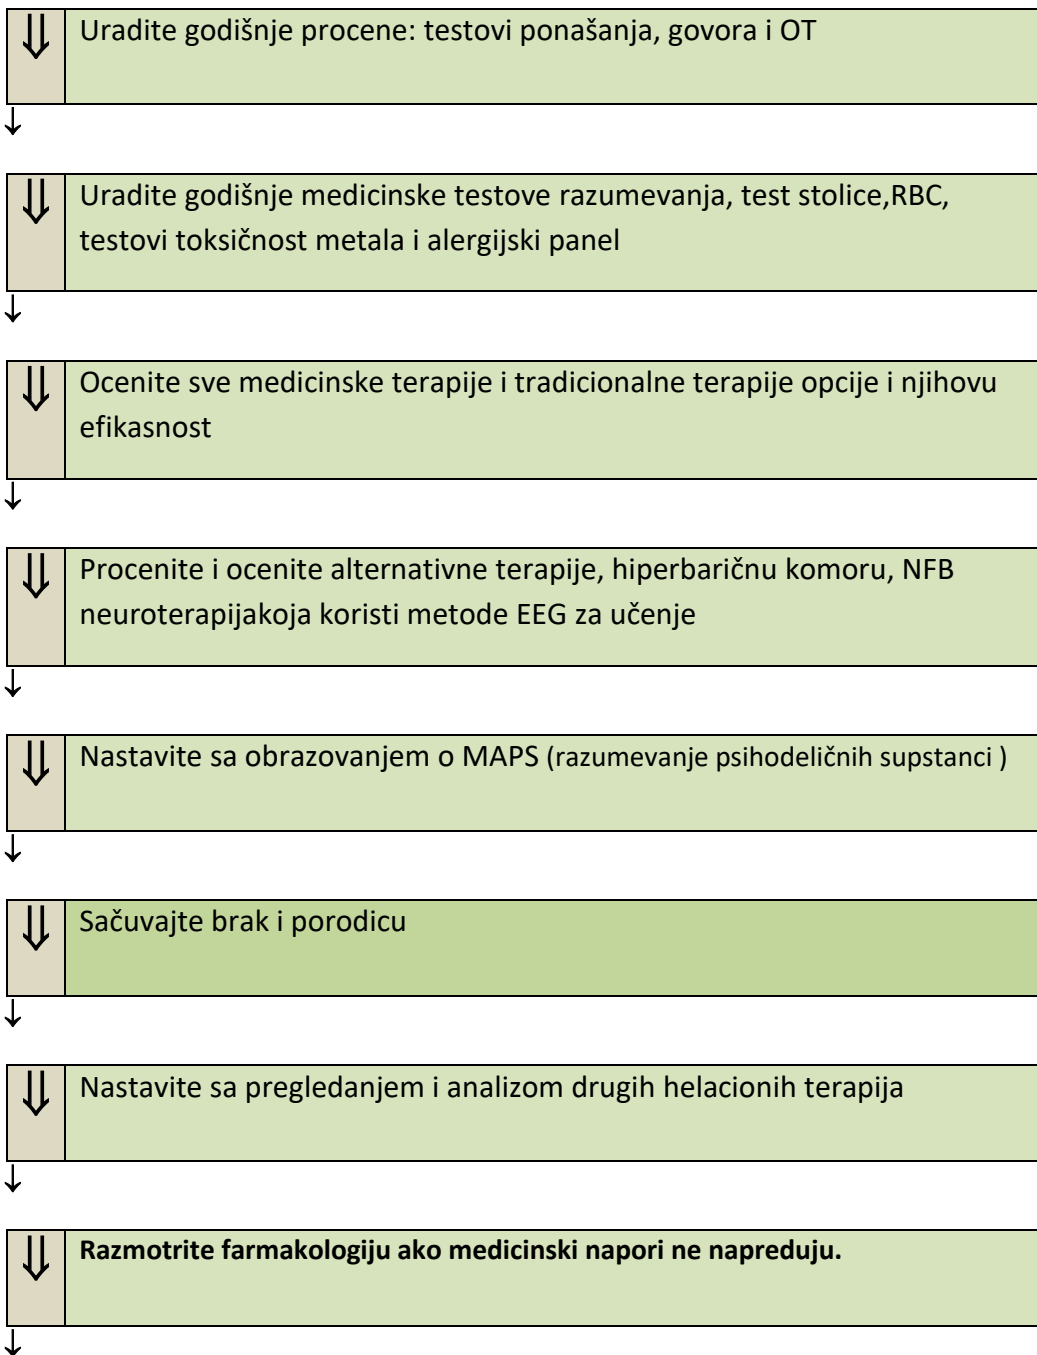 Uradite godišnje procene: testovi ponašanja, govora i OT
Uradite godišnje medicinske testove razumevanja, test stolice,RBC,
testovi toksičnost metala i alergijski panel
Ocenite sve medicinske terapije i tradicionalne terapije opcije i njihovu
efikasnost
Procenite i ocenite alternativne terapije, hiperbaričnu komoru, NFB
neuroterapijakoja koristi metode EEG za učenje
Nastavite sa obrazovanjem o MAPS (razumevanje psihodeličnih supstanci )
Sačuvajte brak i porodicu
Nastavite sa pregledanjem i analizom drugih helacionih terapija
Razmotrite farmakologiju ako medicinski napori ne napreduju.